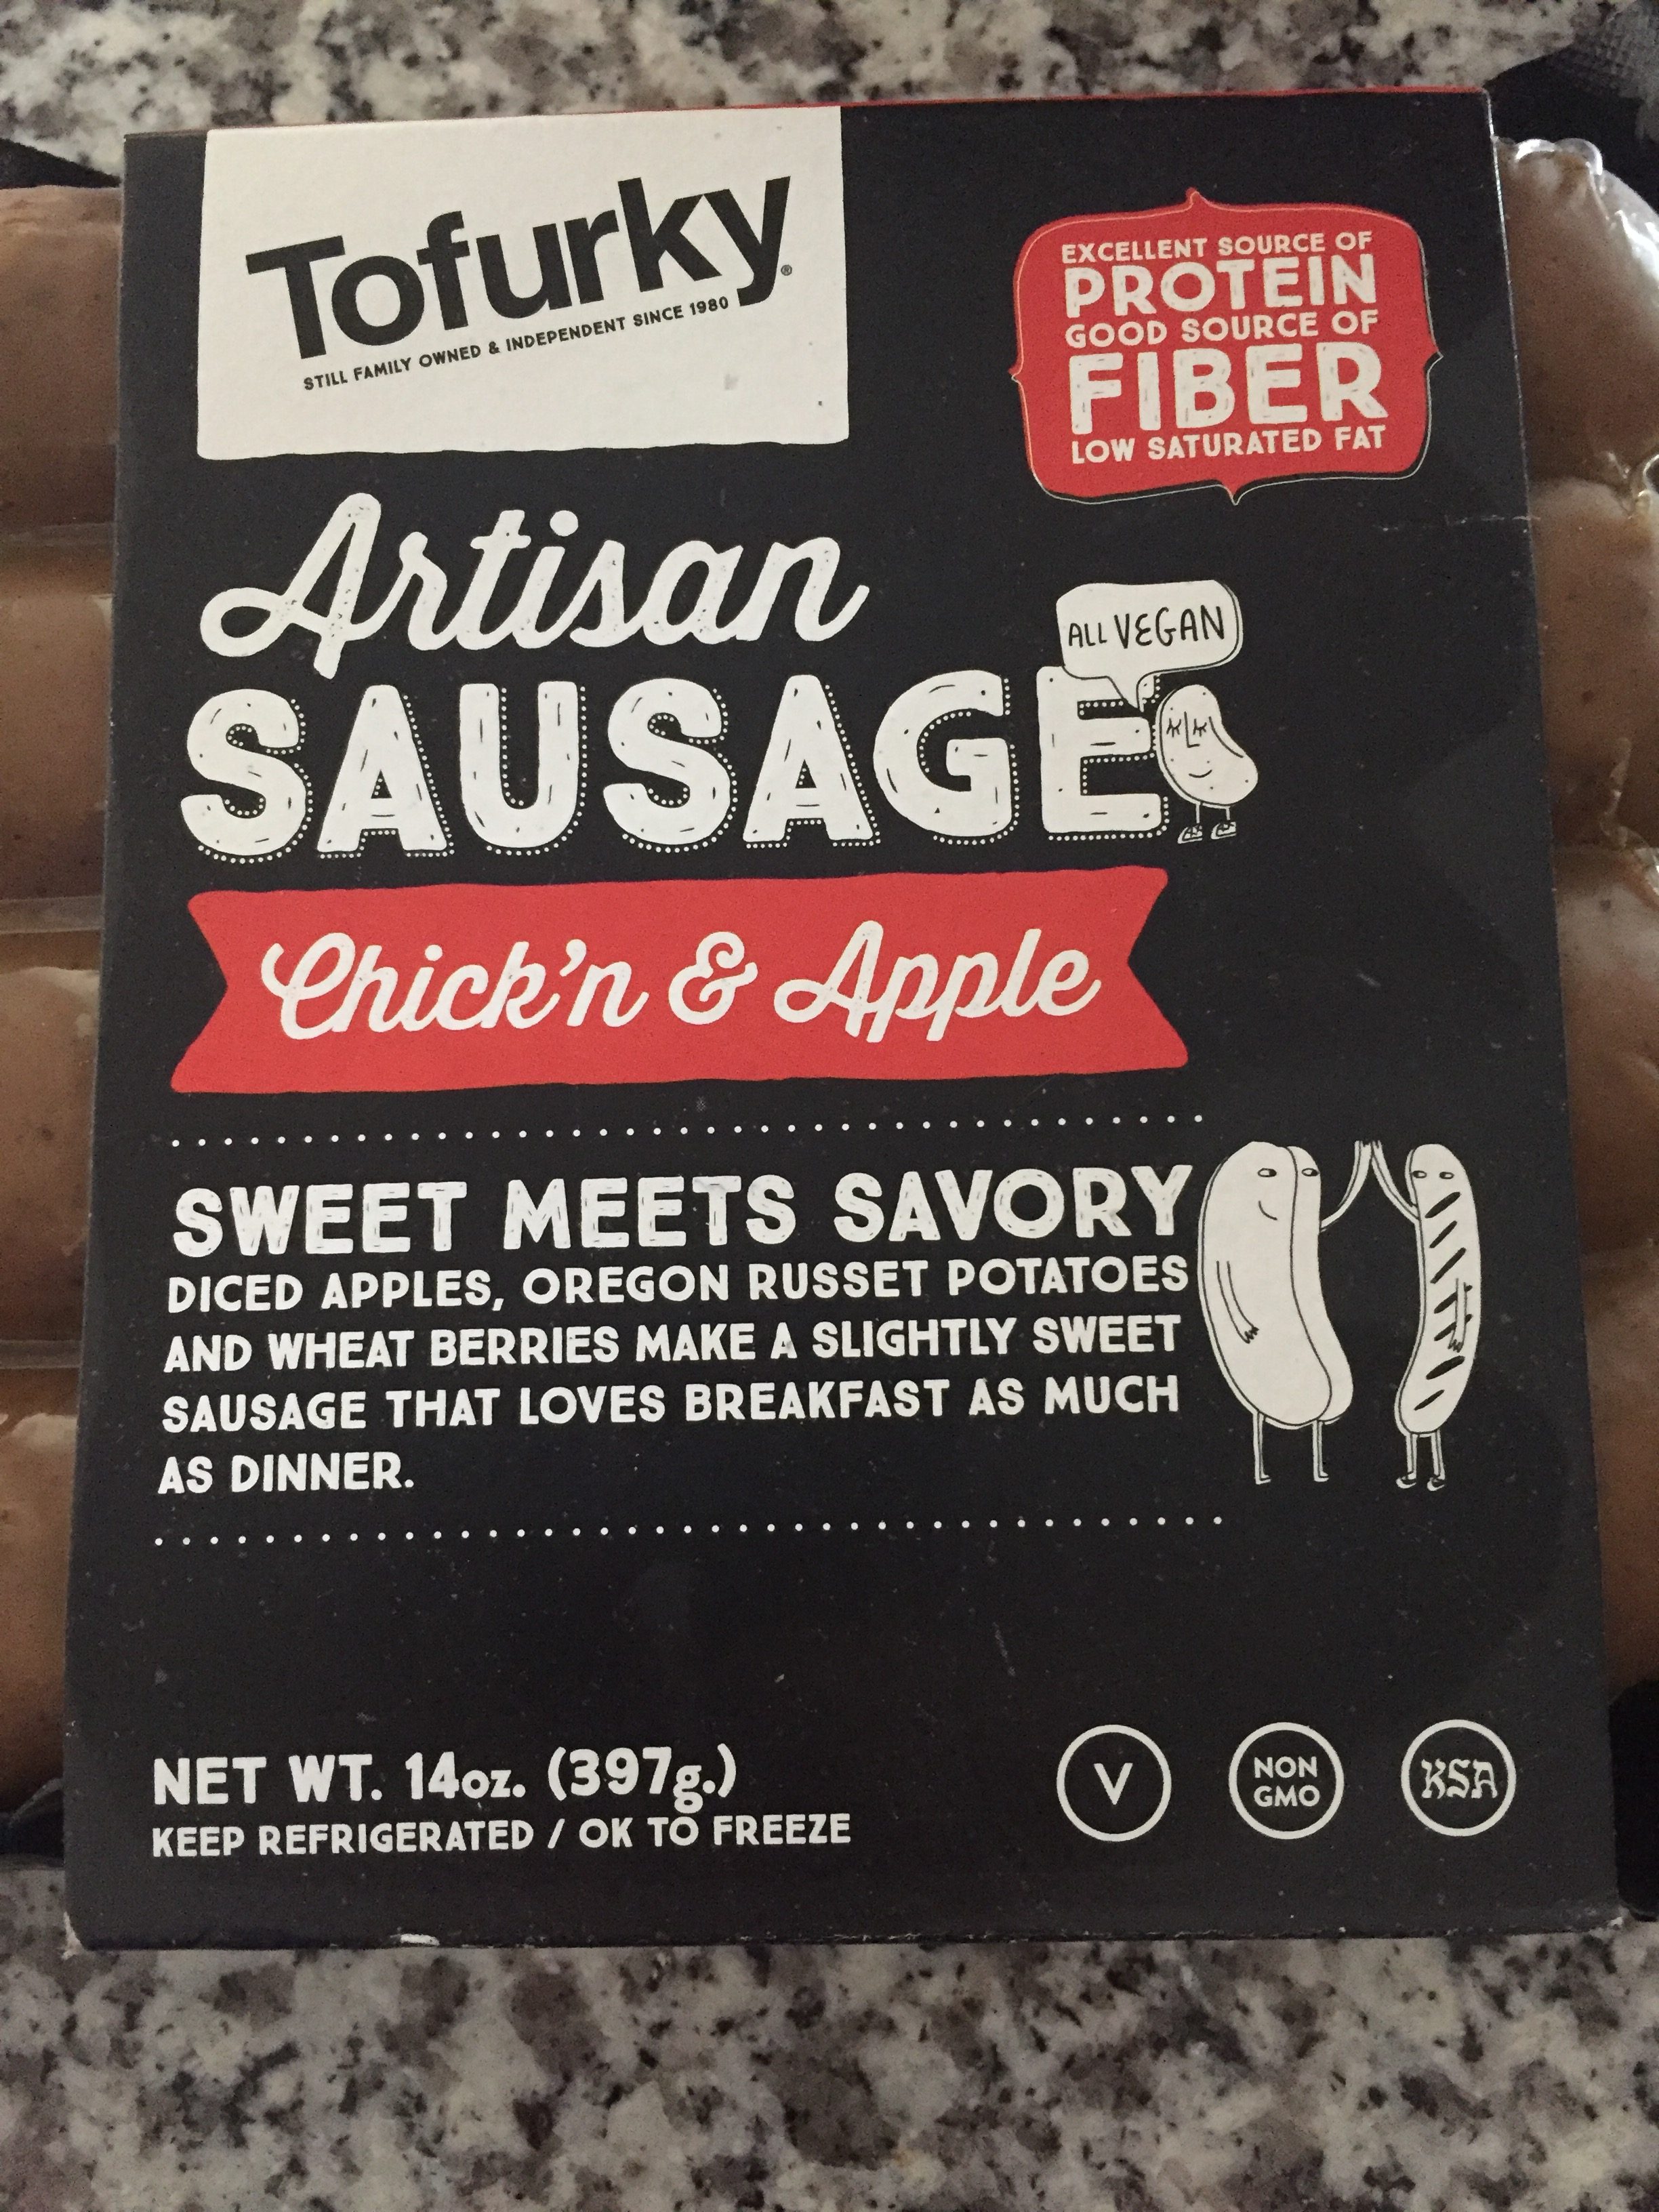 Tofurky®
STILL FAMILY OWNED & INDEPENDENT SINCE 1980
EXCELLENT SOURCE OF
PROTEIN
GOOD SOURCE OF
FIBER
LOW SATURATED FAT
Artisan
ALL VEGAN
SAUSAGE
Chick'n & Apple
SWEET MEETS SAVORY
DICED APPLES, OREGON RUSSET POTATOES
AND WHEAT BERRIES MAKE A SLIGHTLY SWEET
SAUSAGE THAT LOVES BREAKFAST AS MUCH
AS DINNER.
NET WT. 14oz. (397g.)
KEEP REFRIGERATED / OK TO FREEZE
V
NON
GMO
KSA